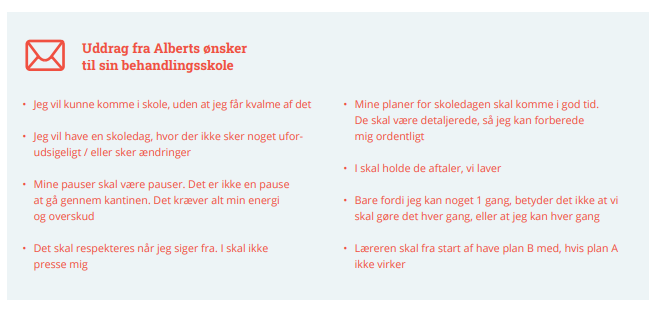 Uddrag fra Alberts ønsker
til sin behandlingsskole
• Jeg vil kunne komme i skole, uden at jeg får kvalme af det
• Jeg vil have en skoledag, hvor der ikke sker noget ufor-
udsigeligt / eller sker ændringer
• Mine pauser skal være pauser. Det er ikke en pause
at gå gennem kantinen. Det kræver alt min energi
og overskud
• Det skal respekteres når jeg siger fra. I skal ikke
presse mig
• Mine planer for skoledagen skal komme i god tid.
De skal være detaljerede, så jeg kan forberede
mig ordentligt
• I skal holde de aftaler, vi laver
• Bare fordi jeg kan noget 1 gang, betyder det ikke at vi
skal gøre det hver gang, eller at jeg kan hver gang
• Læreren skal fra start af have plan B med, hvis plan A
ikke virker